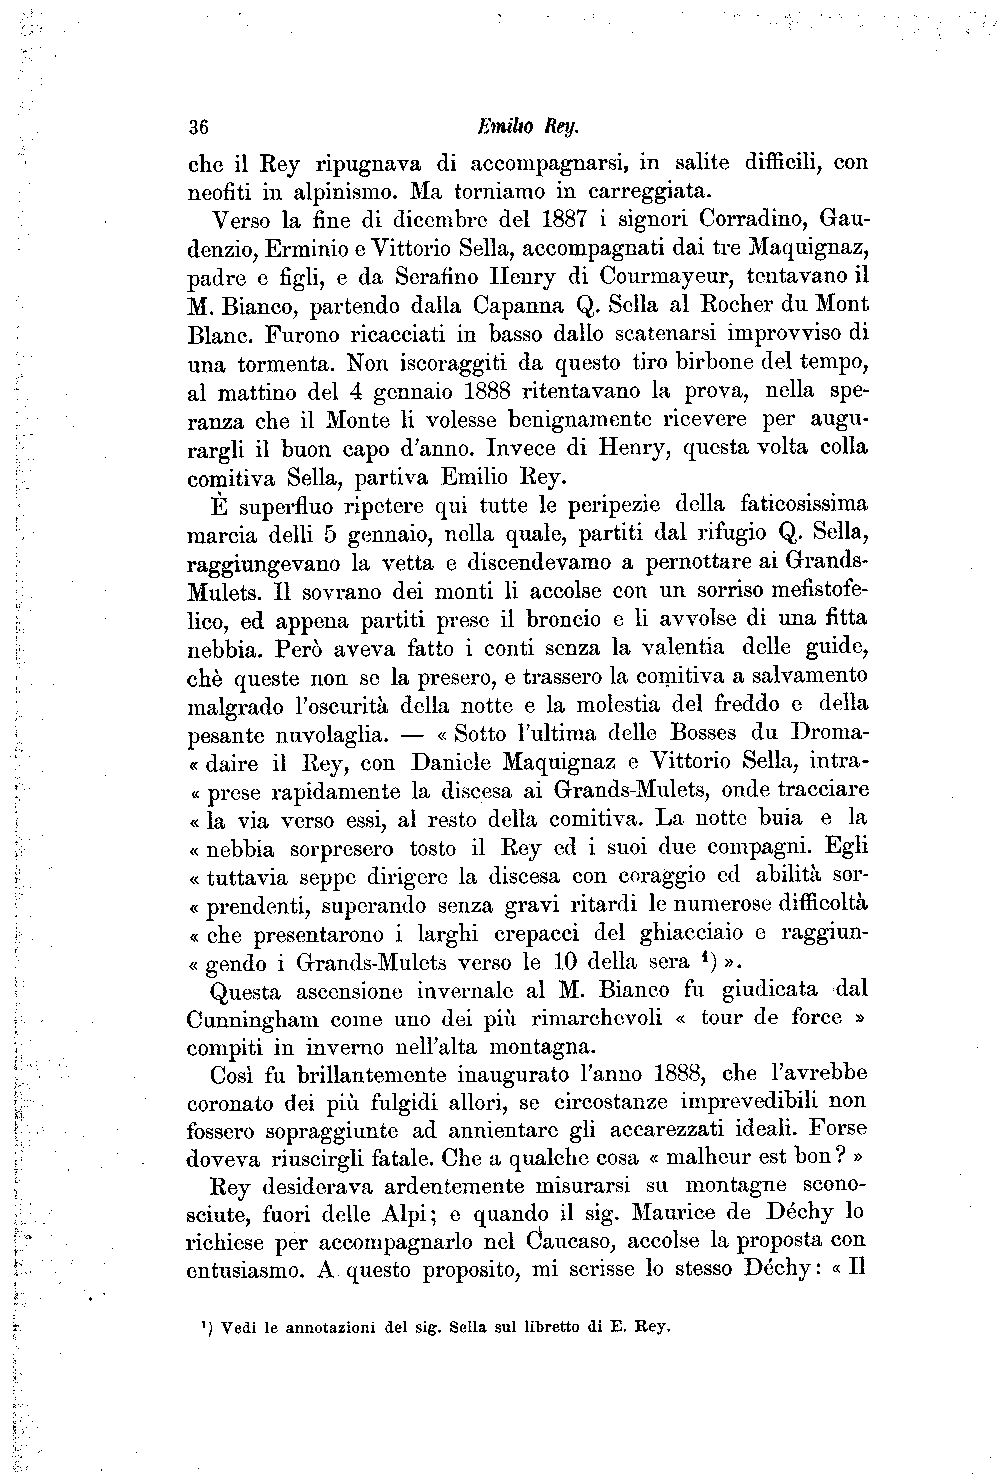 36 Emilio Rey.
che il Rey ripugnava di accompagnarsi, in salite difficili, con
neofiti in alpinismo. Ma torniamo in carreggiata.
Verso la fine di dicembre del 1887 i signori Corradino, Gau-
denzio, Erminio e Vittorio Sella, accompagnati dai tre Maquignaz,
padre e figli, e da Serafino Henry di Courmayeur, tentavano il
M. Bianco, partendo dalla Capanna Q. Sella al Rocher du Mont
Blanc. Furono ricacciati in basso dallo scatenarsi improvviso di
una tormenta. Non iscoraggiti da questo tiro birbone del tempo,
al mattino del 4 gennaio 1888 ritentavano la prova, nella spe-
ranza che il Monte li volesse benignamente ricevere per augu-
rargli il buon capo d'anno. Invece di Henry, questa volta colla
comitiva Sella, partiva Emilio Rey.
È superfluo ripetere qui tutte le peripezie della faticosissima
marcia delli 5 gennaio, nella quale, partiti dal rifugio Q. Sella,
raggiungevano la vetta e discendevamo a pernottare ai Grands-
Mulets. Il sovrano dei monti li accolse con un sorriso mefistofe-
lico, ed appena partiti prese il broncio e li avvolse di una fitta
nebbia. Però aveva fatto i conti senza la valentia delle guide,
chè queste non se la presero, e trassero la comitiva a salvamento
malgrado l'oscurità della notte e la molestia del freddo e della
pesante nuvolaglia. — « Sotto l'ultima delle Bosses du Droma-
« daire il Rey, con Daniele Maquignaz e Vittorio Sella, intra-
« prese rapidamente la discesa ai Grands-Mulets, onde tracciare
« la via verso essi, al resto della comitiva. La notte buia e la
« nebbia sorpresero tosto il Rey ed i suoi due compagni. Egli
« tuttavia seppe dirigere la discesa con coraggio ed abilità sor-
« prendenti, superando senza gravi ritardi le numerose difficoltà
« che presentarono i larghi crepacci del ghiacciaio e raggiun-
« gendo i Grands-Mulets verso le 10 della sera ¹) ».
Questa ascensione invernale al M. Bianco fu giudicata dal
Cunningham come uno dei più rimarchevoli « tour de force »
compiti in inverno nell'alta montagna.
Così fu brillantemente inaugurato l'anno 1888, che l'avrebbe
coronato dei più fulgidi allori, se circostanze imprevedibili non
fossero sopraggiunte ad annientare gli accarezzati ideali. Forse
doveva riuscirgli fatale. Che a qualche cosa « malheur est bon ? »
Rey desiderava ardentemente misurarsi su montagne scono-
sciute, fuori delle Alpi; e quando il sig. Maurice de Déchy lo
richiese per accompagnarlo nel Caucaso, accolse la proposta con
entusiasmo. A questo proposito, mi scrisse lo stesso Déchy: « Il
¹) Vedi le annotazioni del sig. Sella sul libretto di E. Rey.